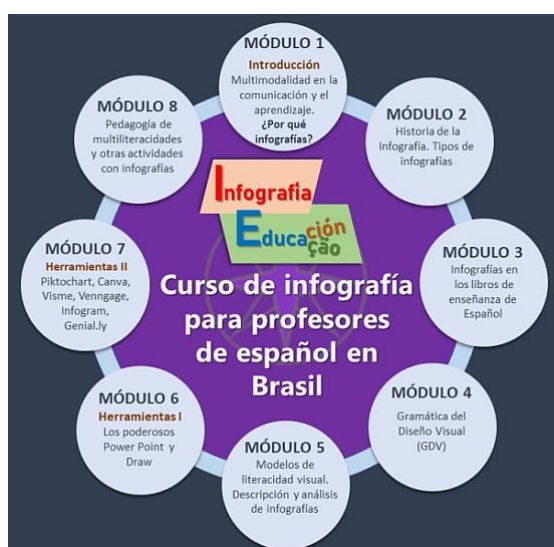 MÓDULO 1
Introducción
Multimodalidad en la
comunicación y el
aprendizaje.
¿Por qué
infografías?
MÓDULO 2
Historia de la
Infografía. Tipos de
infografías
MÓDULO 3
Infografías en
los libros de
enseñanza de
Español
MÓDULO 4
Gramática del
Diseño Visual
(GDV)
MÓDULO 5
Modelos de
literacidad visual.
Descripción y análisis
de infografías
MÓDULO 6
Herramientas I
Los poderosos
Power Point y
Draw
MÓDULO 7
Herramientas II
Piktochart, Canva,
Visme, Venngage,
Infogram,
Genial.ly
MÓDULO 8
Pedagogía de
multiliteracidades
y otras actividades
con infografías
Infografía
Educación
ção
Curso de infografía
para profesores
de español en
Brasil